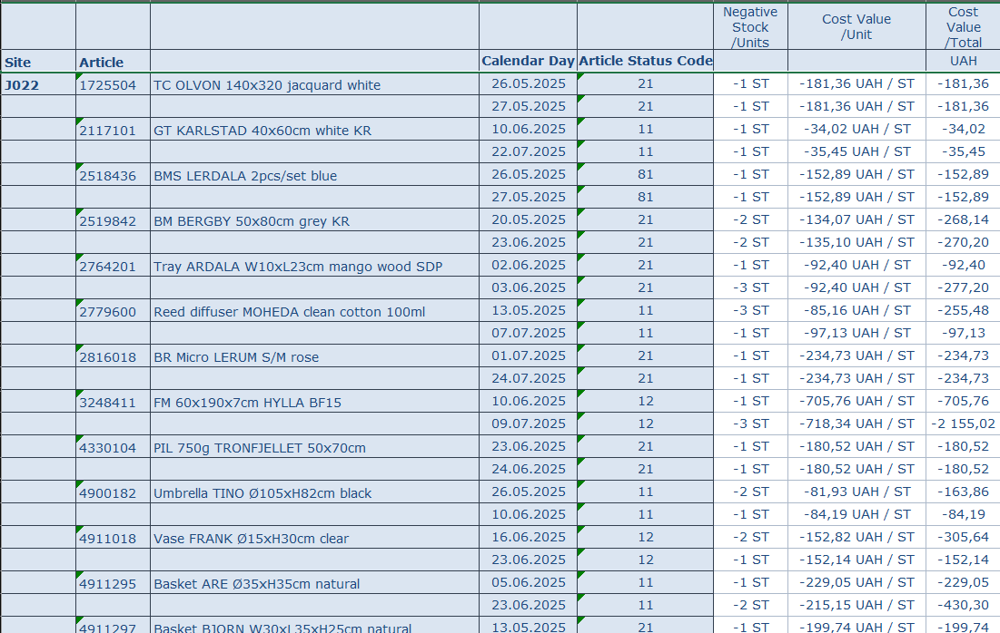 Negative Stock /Units Cost Value /Unit Cost Value /Total
Site Article Calendar Day Article Status Code UAH
J022 1725504 TC OLVON 140x320 jacquard white 26.05.2025 21 -1 ST -181,36 UAH / ST -181,36
27.05.2025 21 -1 ST -181,36 UAH / ST -181,36
2117101 GT KARLSTAD 40x60cm white KR 10.06.2025 11 -1 ST -34,02 UAH / ST -34,02
22.07.2025 11 -1 ST -35,45 UAH / ST -35,45
2518436 BMS LERDALA 2pcs/set blue 26.05.2025 81 -1 ST -152,89 UAH / ST -152,89
27.05.2025 81 -1 ST -152,89 UAH / ST -152,89
2519842 BM BERGBY 50x80cm grey KR 20.05.2025 21 -2 ST -134,07 UAH / ST -268,14
23.06.2025 21 -2 ST -135,10 UAH / ST -270,20
2764201 Tray ARDALA W10xL23cm mango wood SDP 02.06.2025 21 -1 ST -92,40 UAH / ST -92,40
03.06.2025 21 -3 ST -92,40 UAH / ST -277,20
2779600 Reed diffuser MOHEDA clean cotton 100ml 13.05.2025 11 -3 ST -85,16 UAH / ST -255,48
07.07.2025 11 -1 ST -97,13 UAH / ST -97,13
2816018 BR Micro LERUM S/M rose 01.07.2025 21 -1 ST -234,73 UAH / ST -234,73
24.07.2025 21 -1 ST -234,73 UAH / ST -234,73
3248411 FM 60x190x7cm HYLLA BF15 10.06.2025 12 -1 ST -705,76 UAH / ST -705,76
09.07.2025 12 -3 ST -718,34 UAH / ST -2 155,02
4330104 PIL 750g TRONFJELLET 50x70cm 23.06.2025 21 -1 ST -180,52 UAH / ST -180,52
24.06.2025 21 -1 ST -180,52 UAH / ST -180,52
4900182 Umbrella TINO Ø105xH82cm black 26.05.2025 11 -2 ST -81,93 UAH / ST -163,86
10.06.2025 11 -1 ST -84,19 UAH / ST -84,19
4911018 Vase FRANK Ø15xH30cm clear 16.06.2025 12 -2 ST -152,82 UAH / ST -305,64
23.06.2025 12 -1 ST -152,14 UAH / ST -152,14
4911295 Basket ARE Ø35xH35cm natural 05.06.2025 11 -1 ST -229,05 UAH / ST -229,05
23.06.2025 11 -2 ST -215,15 UAH / ST -430,30
4911297 Basket BJORN W30xL35xH25cm natural 13.05.2025 21 -1 ST -199,74 UAH / ST -199,74